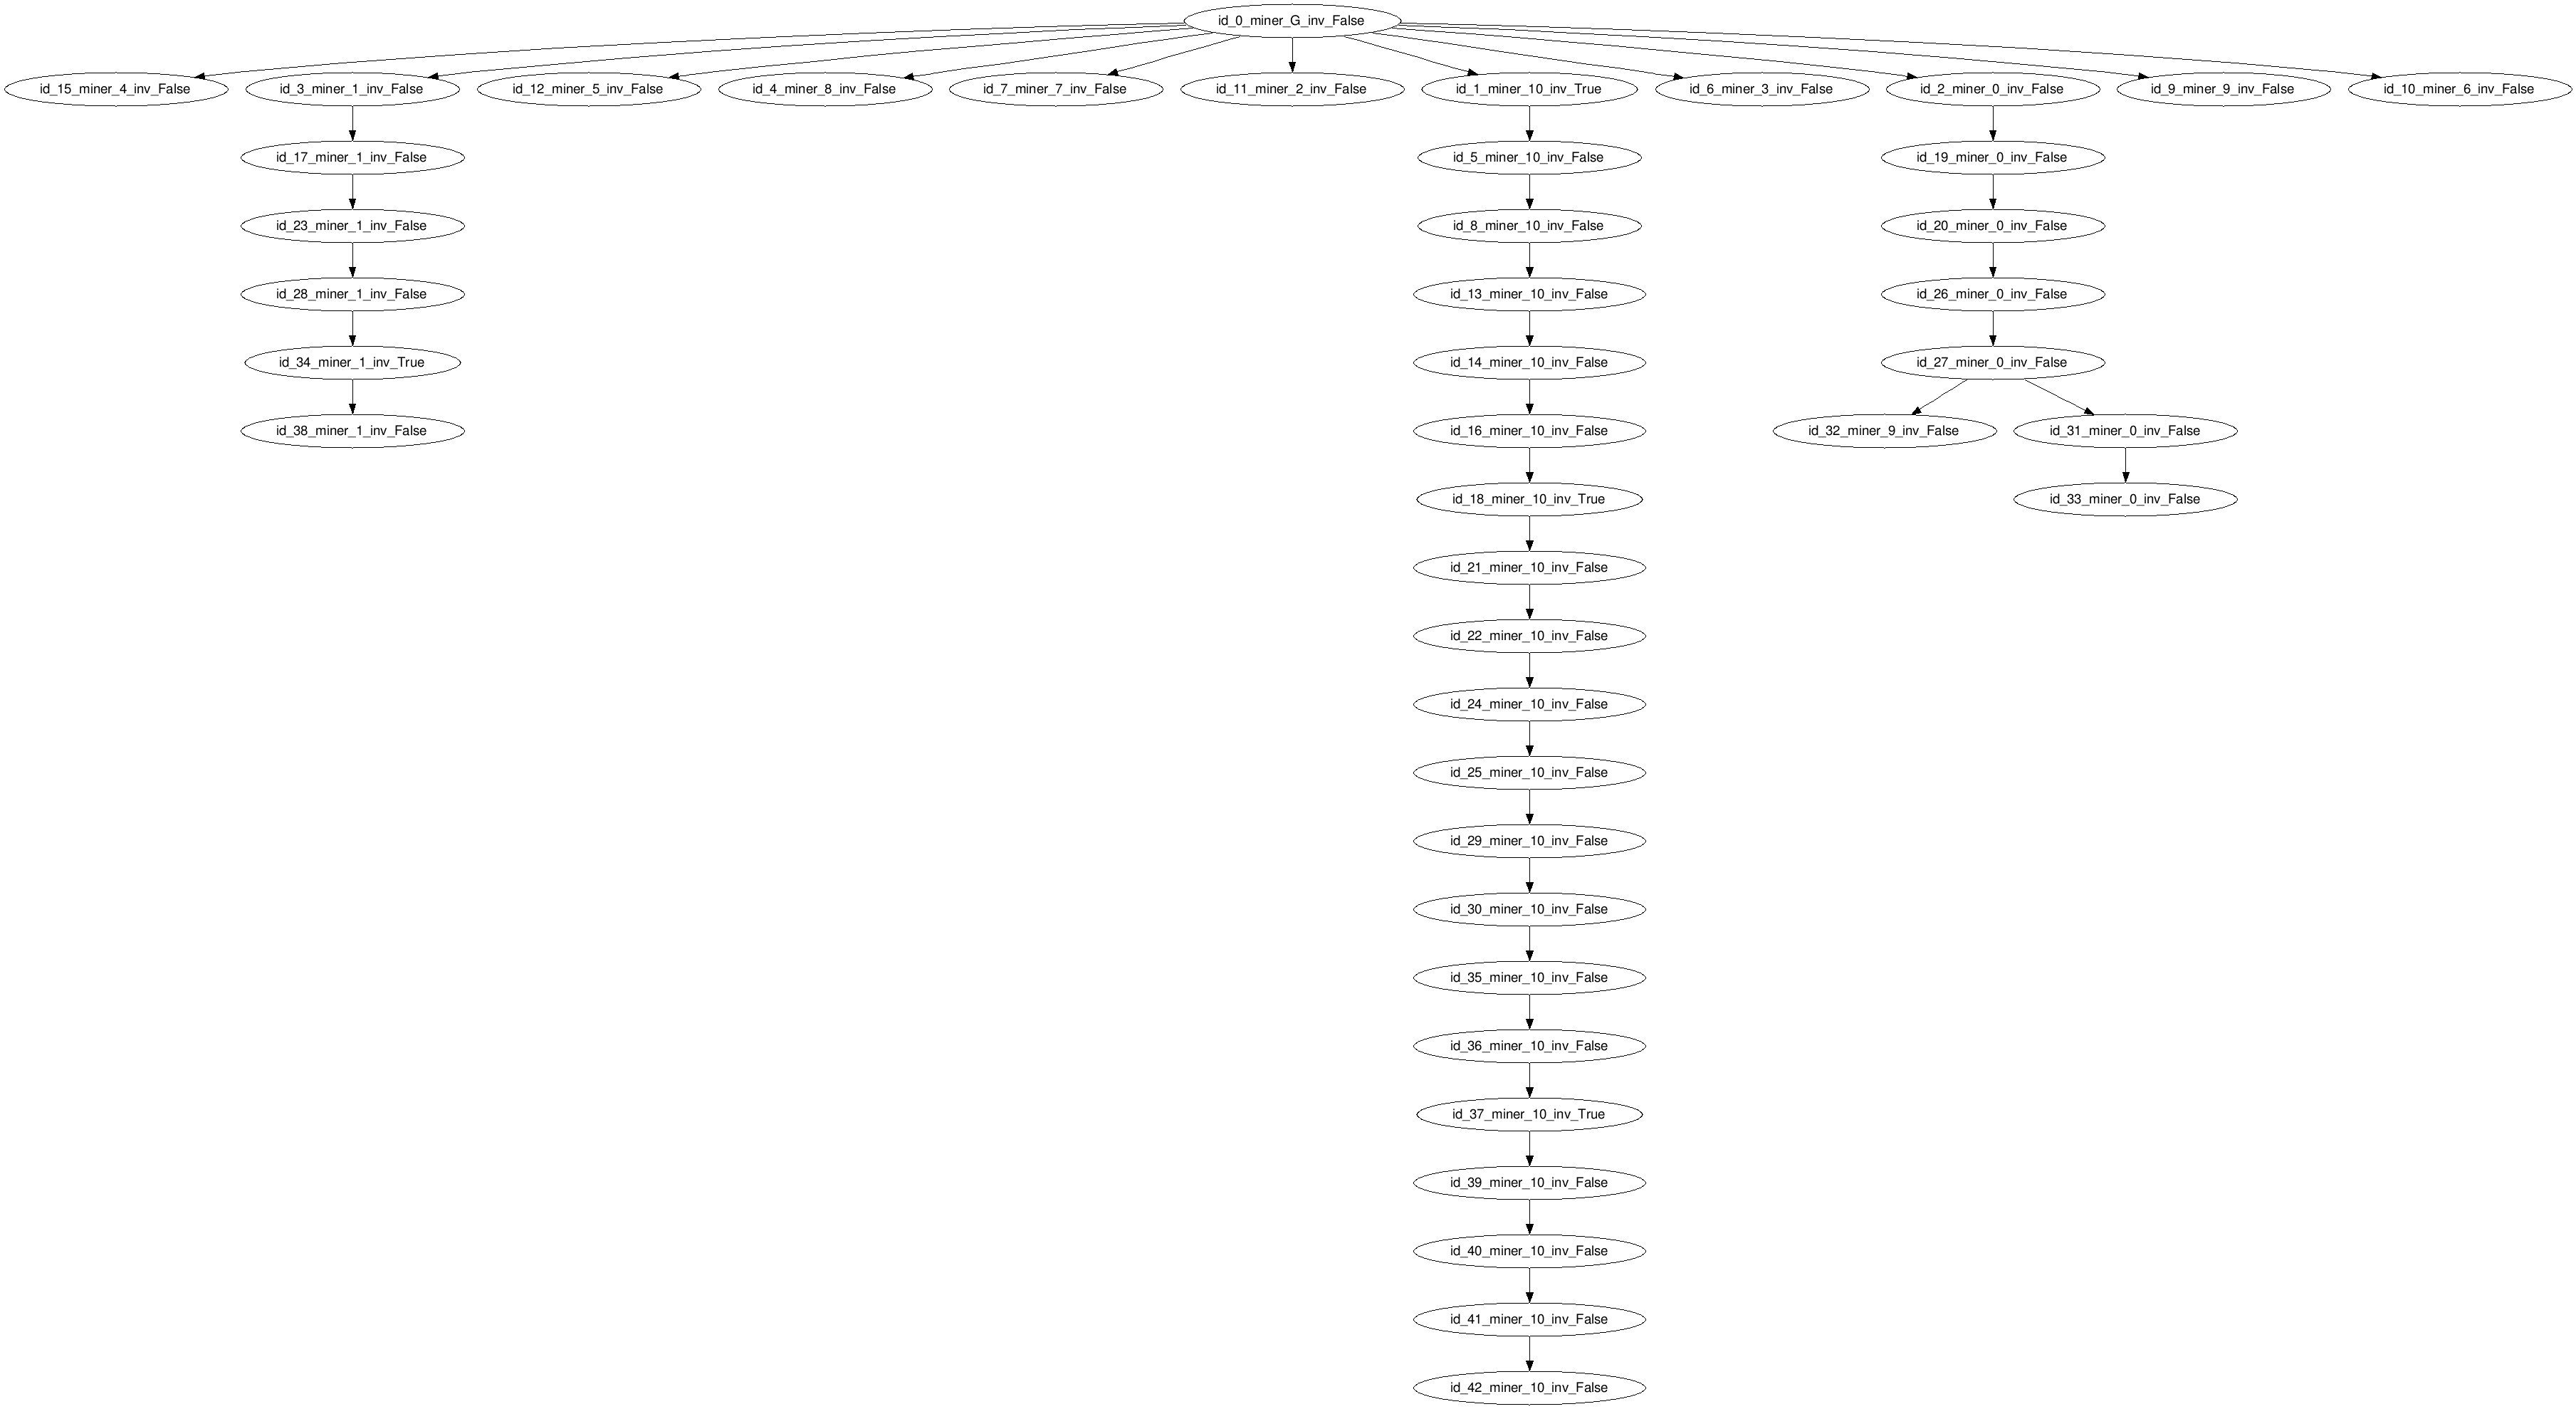 id_0_miner_G_inv_False
id_15_miner_4_inv_False
id_3_miner_1_inv_False
id_12_miner_5_inv_False
id_4_miner_8_inv_False
id_7_miner_7_inv_False
id_11_miner_2_inv_False
id_1_miner_10_inv_True
id_6_miner_3_inv_False
id_2_miner_0_inv_False
id_9_miner_9_inv_False
id_10_miner_6_inv_False
id_17_miner_1_inv_False
id_5_miner_10_inv_False
id_19_miner_0_inv_False
id_23_miner_1_inv_False
id_8_miner_10_inv_False
id_20_miner_0_inv_False
id_28_miner_1_inv_False
id_13_miner_10_inv_False
id_26_miner_0_inv_False
id_34_miner_1_inv_True
id_14_miner_10_inv_False
id_27_miner_0_inv_False
id_38_miner_1_inv_False
id_16_miner_10_inv_False
id_32_miner_9_inv_False
id_31_miner_0_inv_False
id_18_miner_10_inv_True
id_33_miner_0_inv_False
id_21_miner_10_inv_False
id_22_miner_10_inv_False
id_24_miner_10_inv_False
id_25_miner_10_inv_False
id_29_miner_10_inv_False
id_30_miner_10_inv_False
id_35_miner_10_inv_False
id_36_miner_10_inv_False
id_37_miner_10_inv_True
id_39_miner_10_inv_False
id_40_miner_10_inv_False
id_41_miner_10_inv_False
id_42_miner_10_inv_False